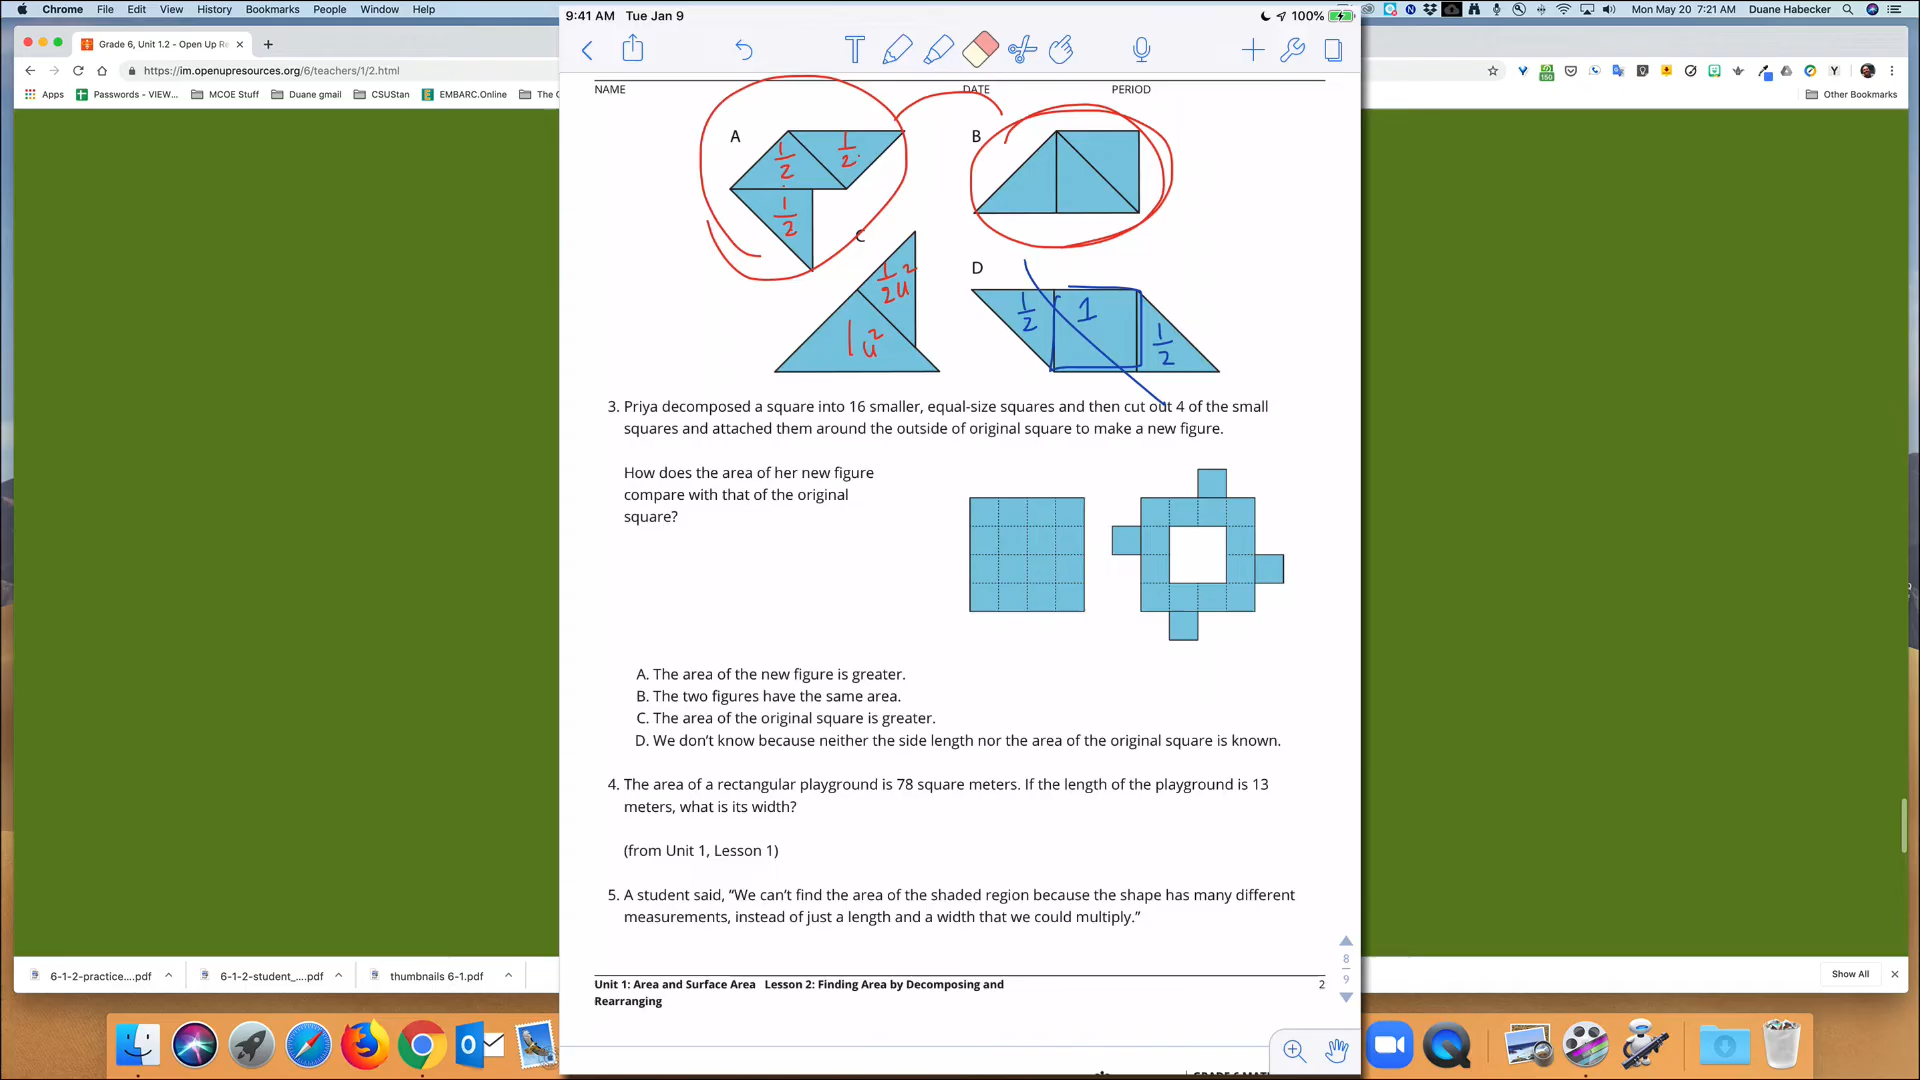 Chrome File Edit View History Bookmarks People Window Help
9:41 AM Tue Jan 9
100%
Mon May 20 7:21 AM Duane Habecker
Grade 6, Unit 1.2 - Open Up Re
https://im.openupresources.org/6/teachers/1/2.html
Apps Passwords - VIEW... MCOE Stuff Duane gmail CSUStan EMBARC.Online The C
Other Bookmarks
NAME DATE PERIOD
A
1/2
1/2
1/2
B
C
1/2 u²
1 u²
D
1/2
1
1/2
3. Priya decomposed a square into 16 smaller, equal-size squares and then cut out 4 of the small
squares and attached them around the outside of original square to make a new figure.
How does the area of her new figure
compare with that of the original
square?
A. The area of the new figure is greater.
B. The two figures have the same area.
C. The area of the original square is greater.
D. We don't know because neither the side length nor the area of the original square is known.
4. The area of a rectangular playground is 78 square meters. If the length of the playground is 13
meters, what is its width?
(from Unit 1, Lesson 1)
5. A student said, “We can't find the area of the shaded region because the shape has many different
measurements, instead of just a length and a width that we could multiply.”
8
9
Unit 1: Area and Surface Area Lesson 2: Finding Area by Decomposing and
Rearranging
2
6-1-2-practice....pdf 6-1-2-student_....pdf thumbnails 6-1.pdf
Show All